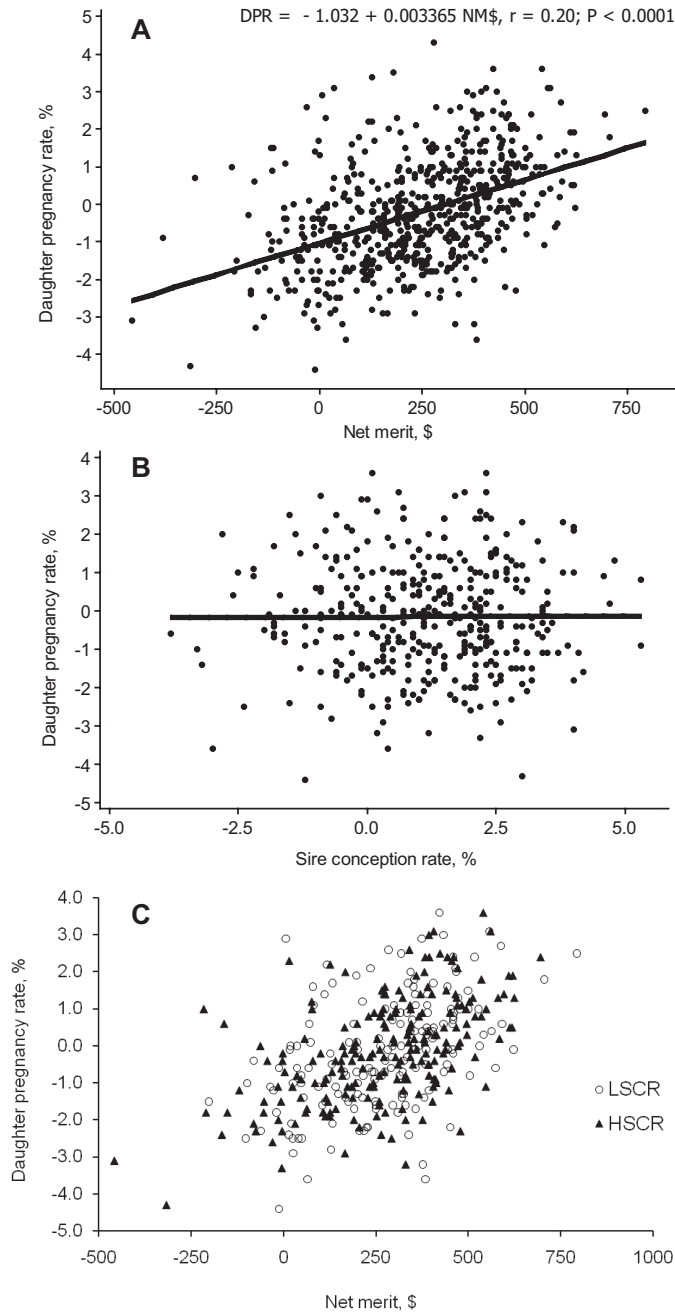 DPR = - 1.032 + 0.003365 NM$, r = 0.20; P < 0.0001
A
5
4
3
2
1
0
-1
-2
-3
-4
Daughter pregnancy rate, %
-500 -250 0 250 500 750
Net merit, $
B
4
3
2
1
0
-1
-2
-3
-4
-5
Daughter pregnancy rate, %
-5.0 -2.5 0.0 2.5 5.0
Sire conception rate, %
C
4.0
3.0
2.0
1.0
0.0
-1.0
-2.0
-3.0
-4.0
-5.0
Daughter pregnancy rate, %
LSCR
HSCR
-500 -250 0 250 500 750 1000
Net merit, $